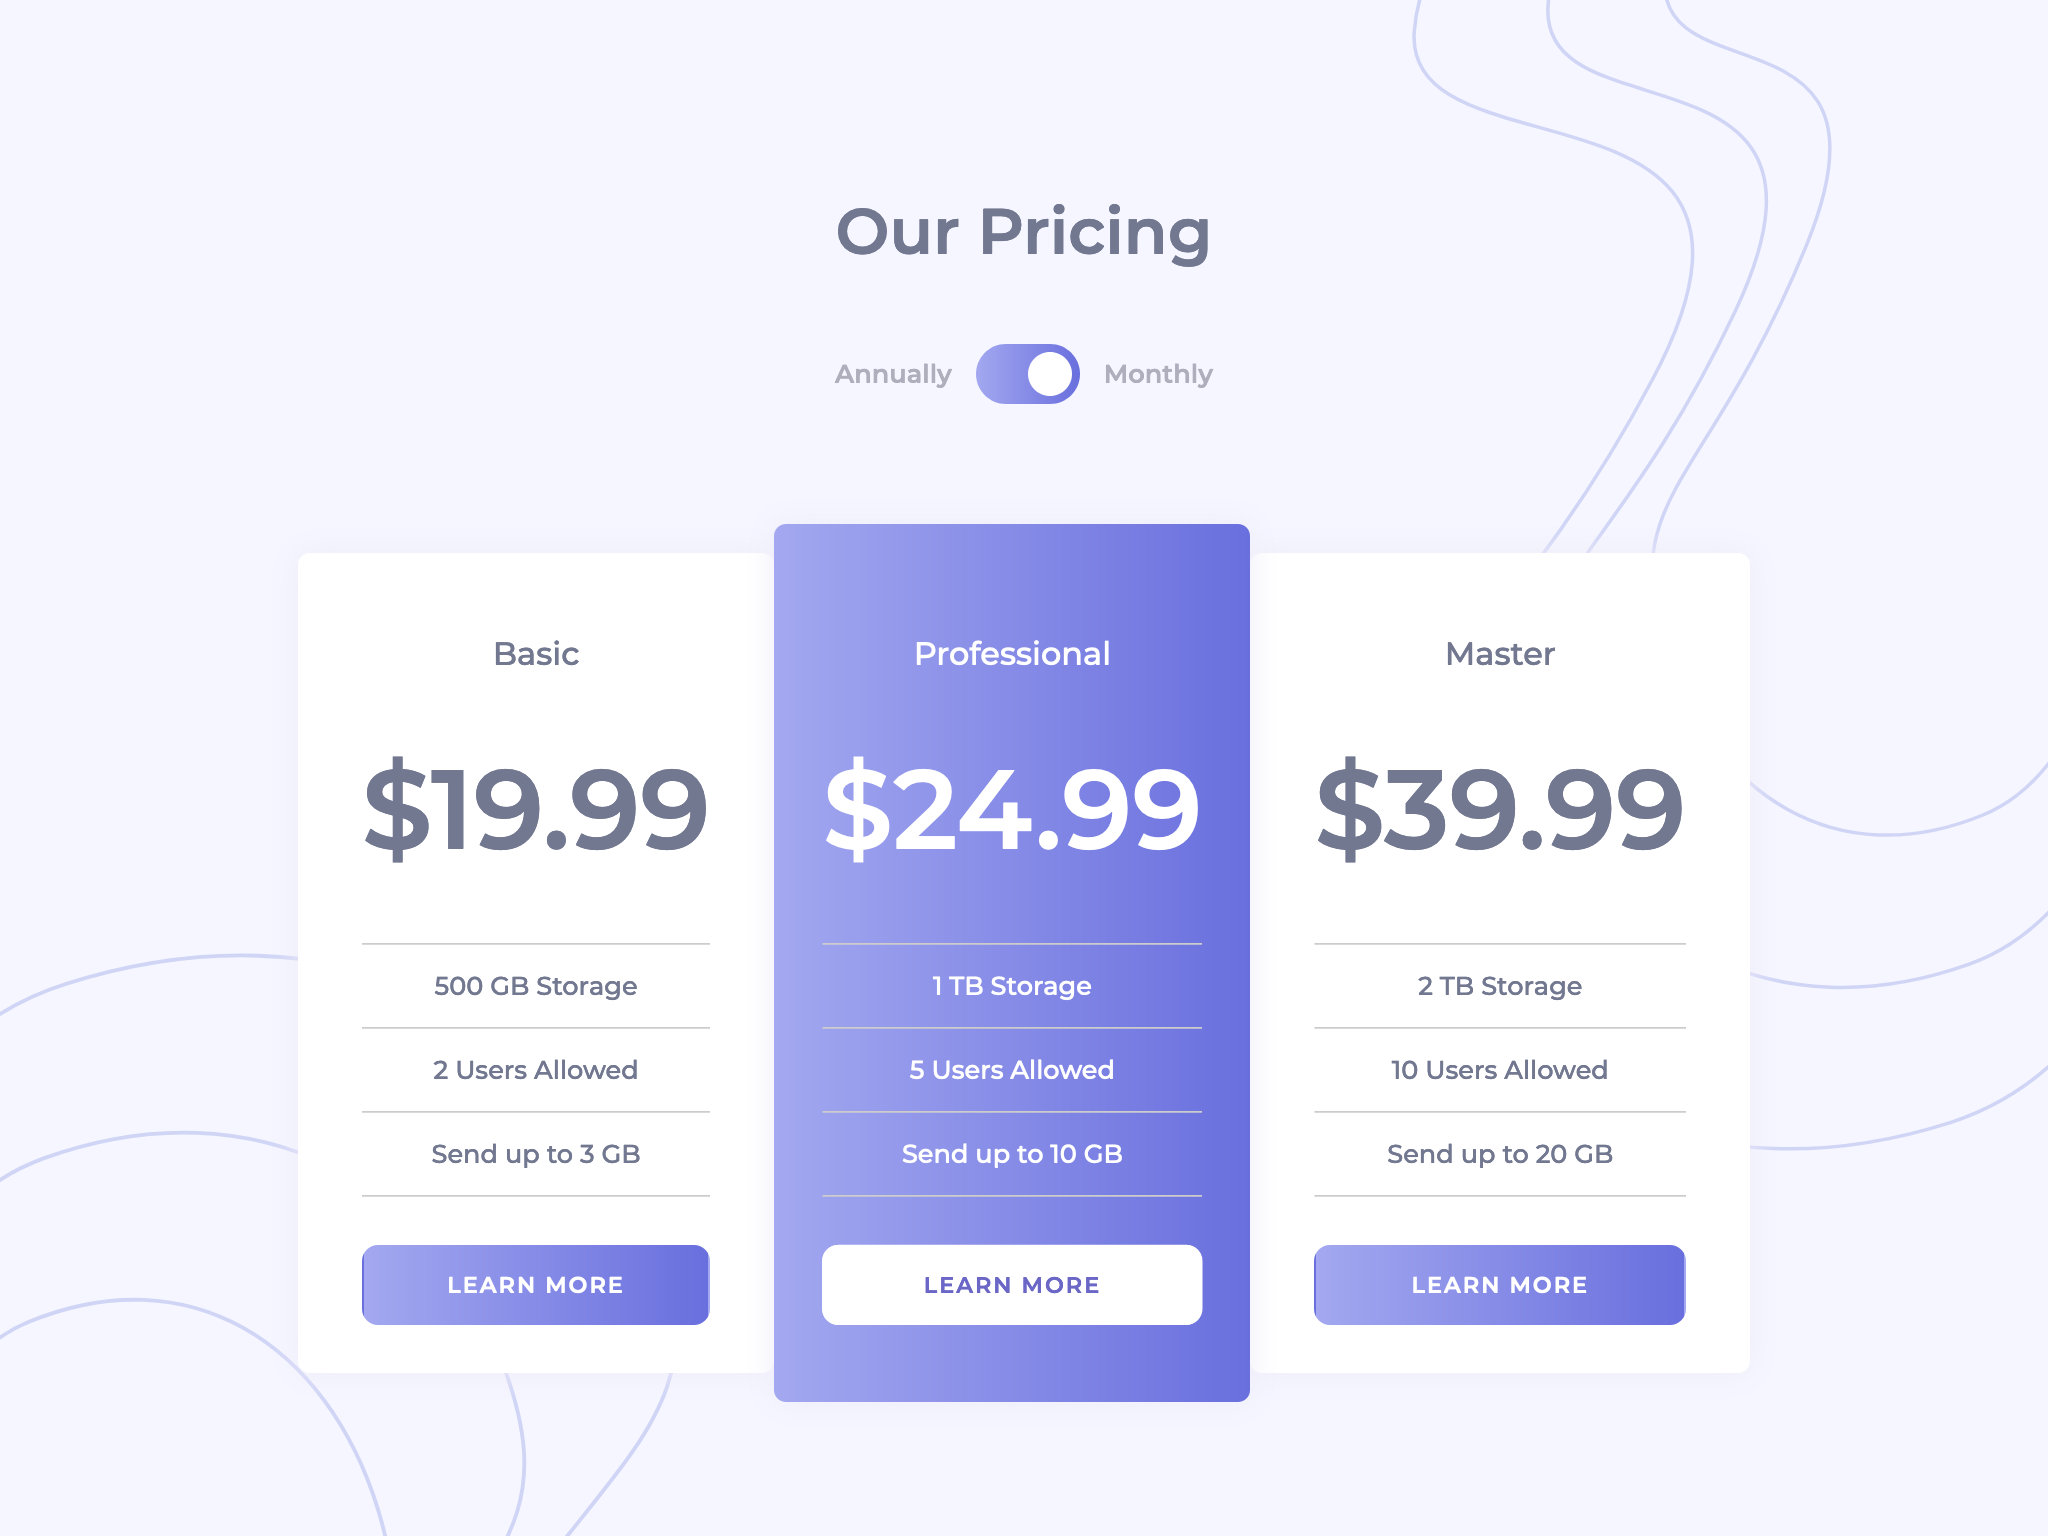 Our Pricing
Annually Monthly
Basic
$19.99
500 GB Storage
2 Users Allowed
Send up to 3 GB
LEARN MORE
Professional
$24.99
1 TB Storage
5 Users Allowed
Send up to 10 GB
LEARN MORE
Master
$39.99
2 TB Storage
10 Users Allowed
Send up to 20 GB
LEARN MORE